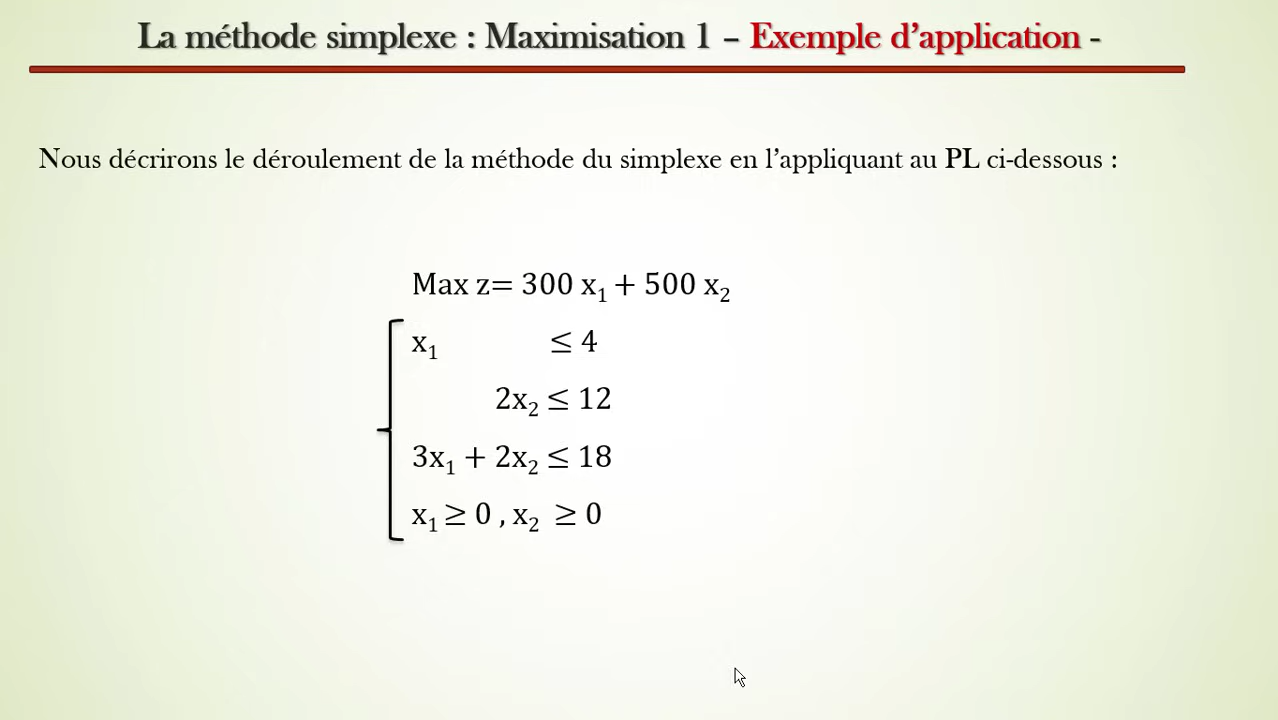 La méthode simplexe : Maximisation 1 – Exemple d’application -
Nous décrirons le déroulement de la méthode du simplexe en l’appliquant au PL ci-dessous :
Max z= 300 x₁ + 500 x₂
x₁ ≤ 4
2x₂ ≤ 12
3x₁ + 2x₂ ≤ 18
x₁ ≥ 0 , x₂ ≥ 0